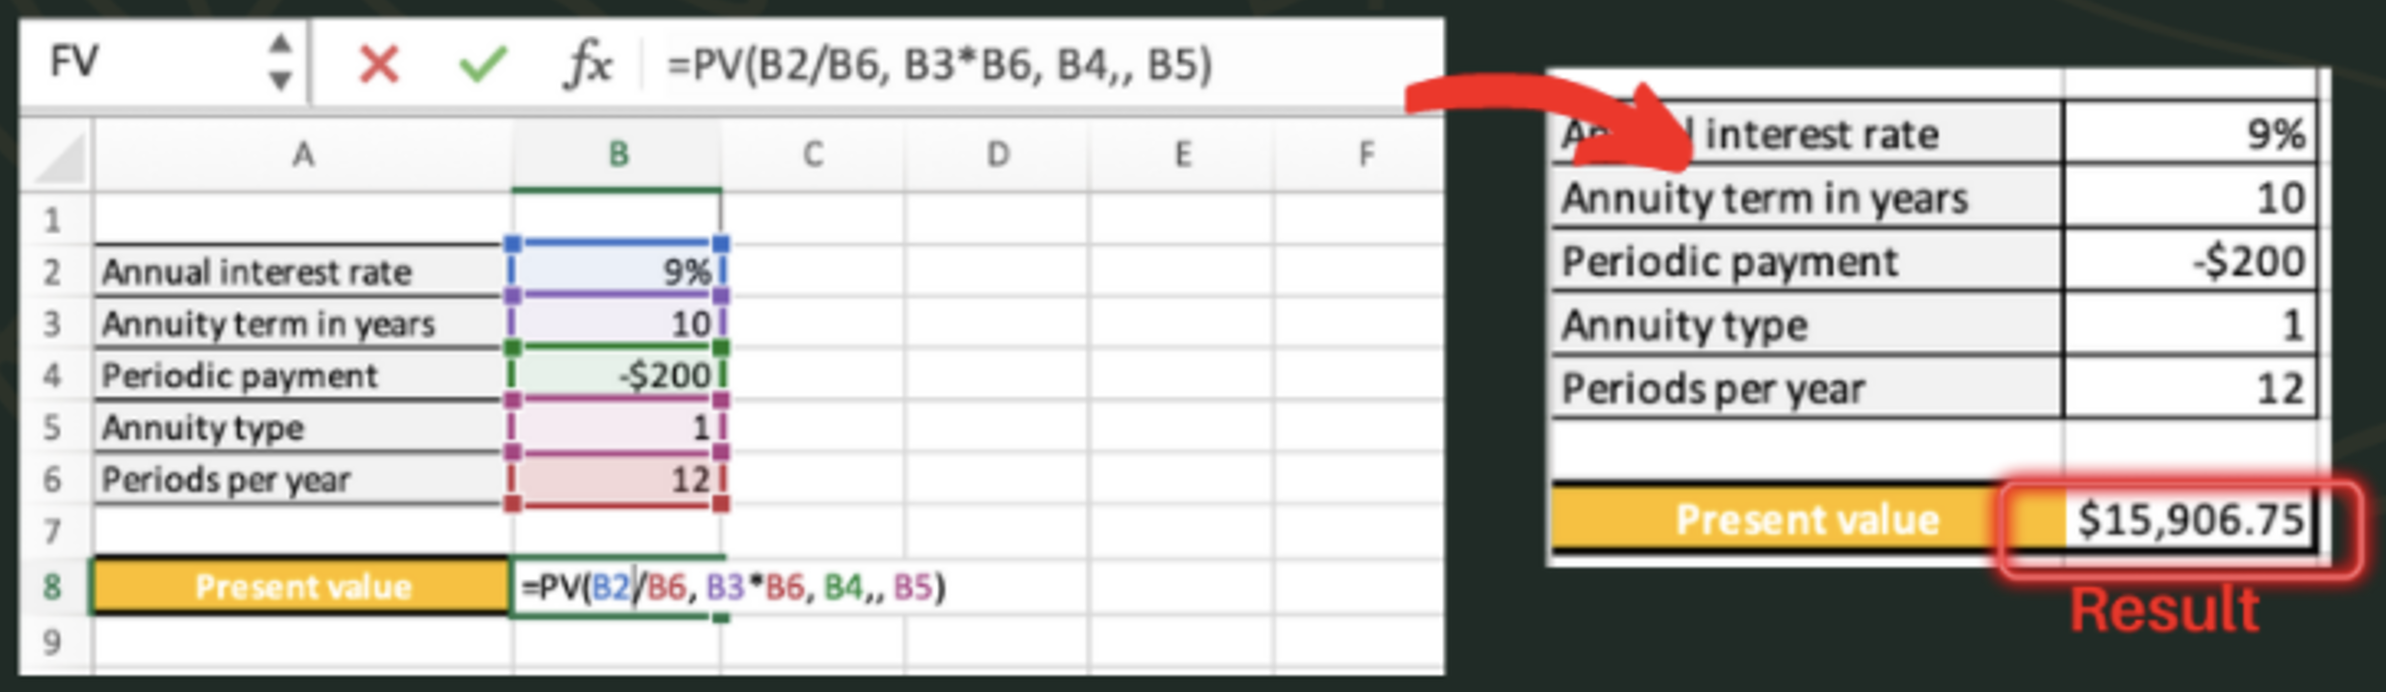 FV fx =PV(B2/B6, B3*B6, B4,, B5)
A B C D E F
1
2 Annual interest rate 9%
3 Annuity term in years 10
4 Periodic payment -$200
5 Annuity type 1
6 Periods per year 12
7
8 Present value =PV(B2/B6, B3*B6, B4,, B5)
9
interest rate 9%
Annuity term in years 10
Periodic payment -$200
Annuity type 1
Periods per year 12
Present value $15,906.75
Result